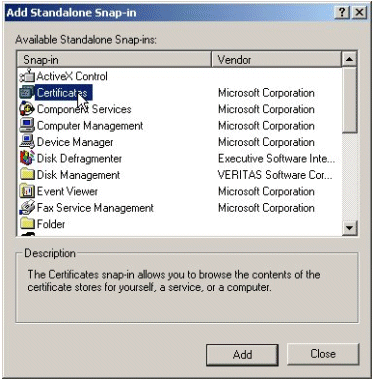 Add Standalone Snap-in
Available Standalone Snap-ins:
Snap-in Vendor
ActiveX Control
Certificates Microsoft Corporation
Component Services Microsoft Corporation
Computer Management Microsoft Corporation
Device Manager Microsoft Corporation
Disk Defragmenter Executive Software Inte...
Disk Management VERITAS Software Cor...
Event Viewer Microsoft Corporation
Fax Service Management Microsoft Corporation
Folder
Description
The Certificates snap-in allows you to browse the contents of the
certificate stores for yourself, a service, or a computer.
Add Close